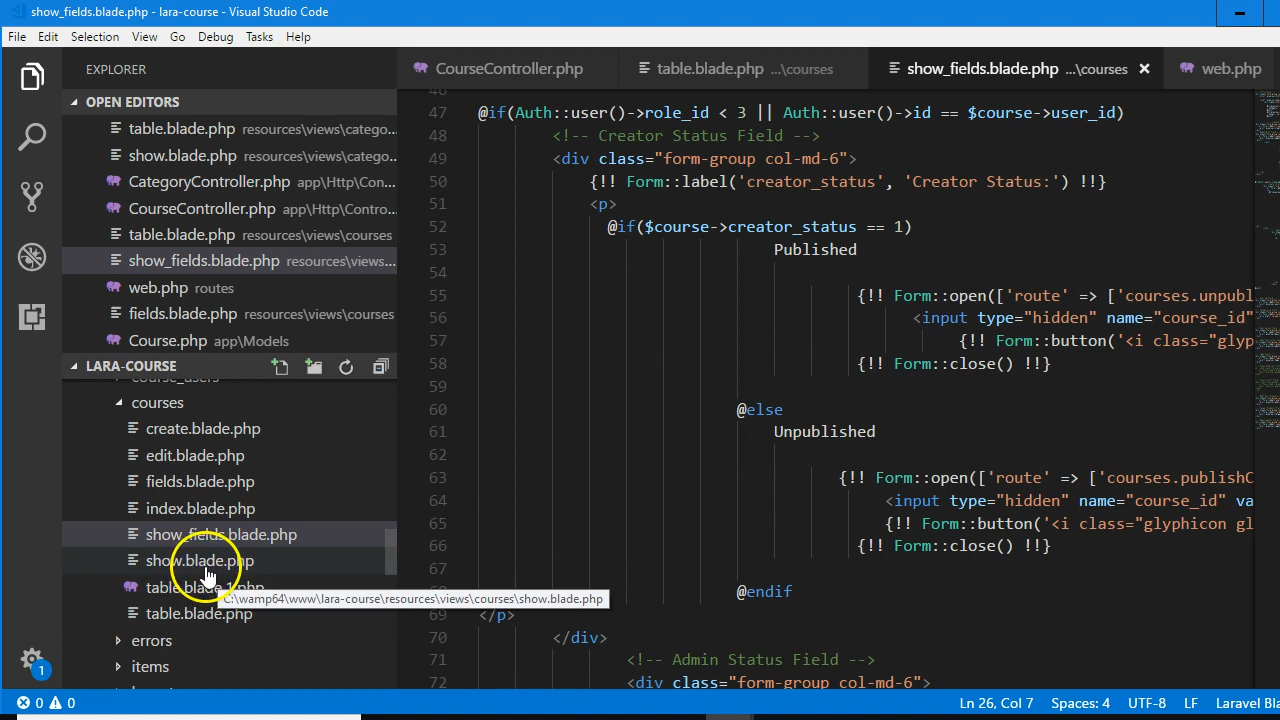 show_fields.blade.php - lara-course - Visual Studio Code
File Edit Selection View Go Debug Tasks Help
EXPLORER
CourseController.php table.blade.php ...\courses show_fields.blade.php ...\courses × web.php
OPEN EDITORS
table.blade.php resources\views\catego...
show.blade.php resources\views\catego...
CategoryController.php app\Http\Con...
CourseController.php app\Http\Contro...
table.blade.php resources\views\courses
show_fields.blade.php resources\views...
web.php routes
fields.blade.php resources\views\courses
Course.php app\Models
LARA-COURSE
courses
create.blade.php
edit.blade.php
fields.blade.php
index.blade.php
show_fields.blade.php
show.blade.php
table.blade.1.php
C:\wamp64\www\lara-course\resources\views\courses\show.blade.php
table.blade.php
errors
items
47 @if(Auth::user()->role_id < 3 || Auth::user()->id == $course->user_id)
48 <!-- Creator Status Field -->
49 <div class="form-group col-md-6">
50 {!! Form::label('creator_status', 'Creator Status:') !!}
51 <p>
52 @if($course->creator_status == 1)
53 Published
54
55 {!! Form::open(['route' => ['courses.unpubl
56 <input type="hidden" name="course_id"
57 {!! Form::button('<i class="glyp
58 {!! Form::close() !!}
59
60 @else
61 Unpublished
62
63 {!! Form::open(['route' => ['courses.publishC
64 <input type="hidden" name="course_id" va
65 {!! Form::button('<i class="glyphicon gl
66 {!! Form::close() !!}
67
@endif
69 </p>
70 </div>
71 <!-- Admin Status Field -->
72 <div class="form-group col-md-6">
1
0 0 Ln 26, Col 7 Spaces: 4 UTF-8 LF Laravel Bla